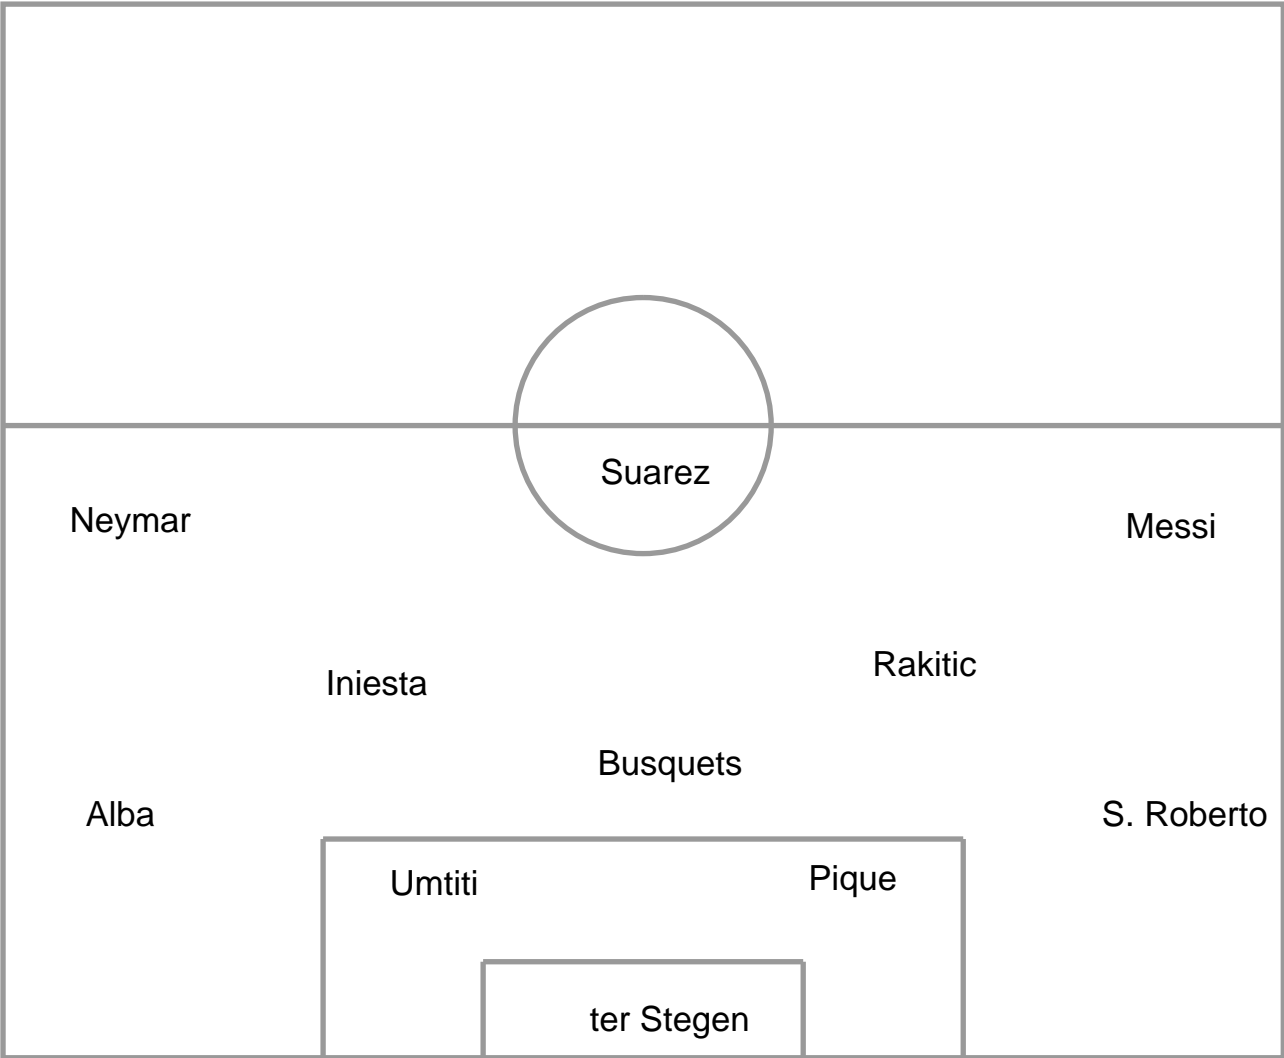 Suarez
Neymar
Messi
Rakitic
Iniesta
Busquets
Alba
S. Roberto
Umtiti
Pique
ter Stegen